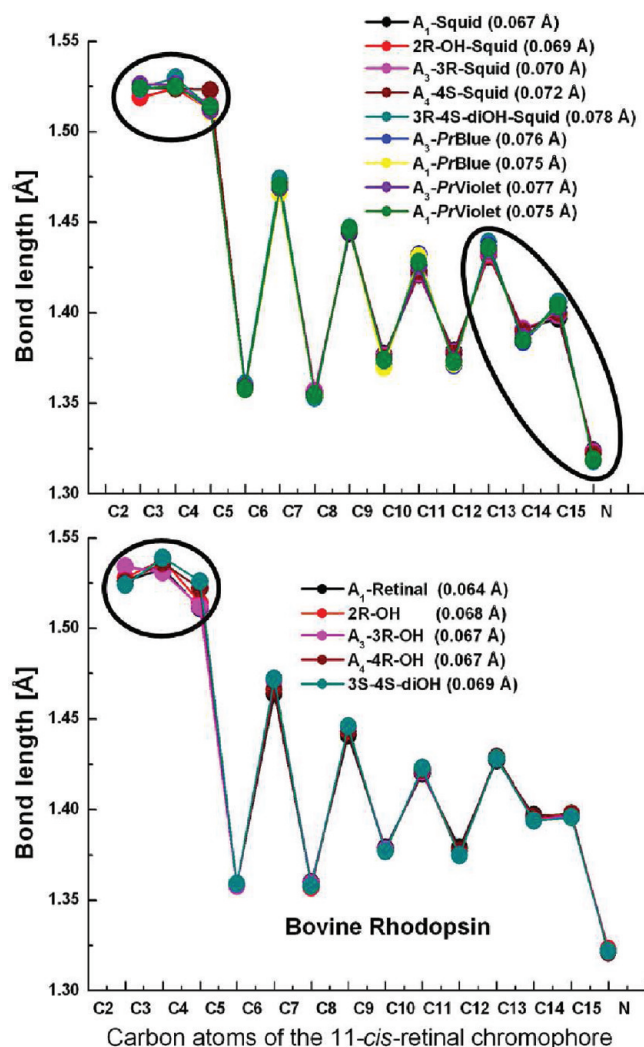 A1-Squid (0.067 Å)
2R-OH-Squid (0.069 Å)
A3-3R-Squid (0.070 Å)
A4-4S-Squid (0.072 Å)
3R-4S-diOH-Squid (0.078 Å)
A3-PrBlue (0.076 Å)
A1-PrBlue (0.075 Å)
A3-PrViolet (0.077 Å)
A1-PrViolet (0.075 Å)
Bond length [Å]
1.55
1.50
1.45
1.40
1.35
1.30
C2 C3 C4 C5 C6 C7 C8 C9 C10 C11 C12 C13 C14 C15 N
A1-Retinal (0.064 Å)
2R-OH (0.068 Å)
A3-3R-OH (0.067 Å)
A4-4R-OH (0.067 Å)
3S-4S-diOH (0.069 Å)
Bond length [Å]
1.55
1.50
1.45
1.40
1.35
1.30
Bovine Rhodopsin
C2 C3 C4 C5 C6 C7 C8 C9 C10 C11 C12 C13 C14 C15 N
Carbon atoms of the 11-cis-retinal chromophore